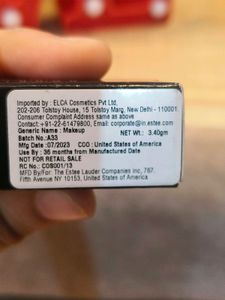 Imported by : ELCA Cosmetics Pvt Ltd,
202-206 Tolstoy House, 15 Tolstoy Marg, New Delhi - 110001.
Consumer Complaint Address same as above
Contact:+91-22-61479800, Email: corporate@in.estee.com
Generic Name : Makeup NET Wt.: 3.40gm
Batch No.:A33
Mfg Date : 07/2023 COO : United States of America
Use By : 36 months from Manufactured Date
NOT FOR RETAIL SALE
RC No.: COS001/13
MFD By/For: The Estee Lauder Companies inc, 767,
Fifth Avenue NY 10153, United States of America